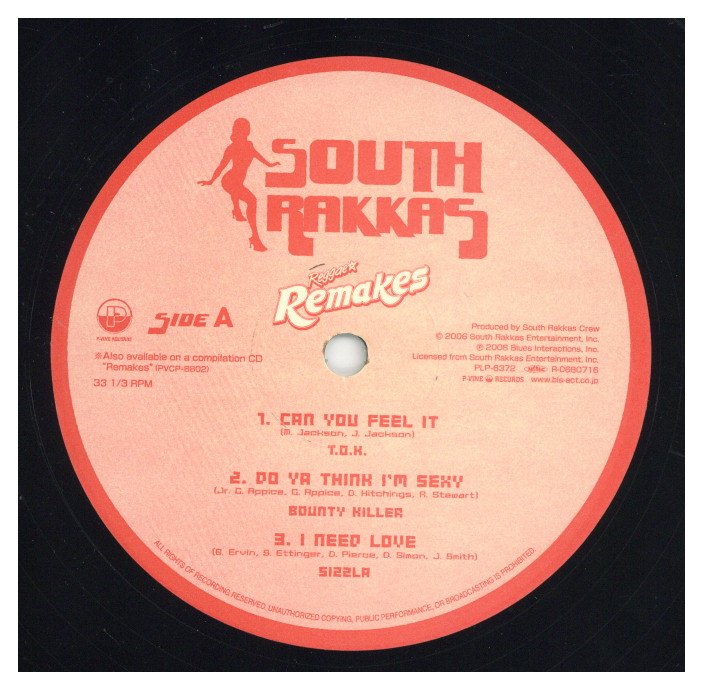 SOUTH
RAKKAS
Reggae
Remakes
P-VINE RECORDS
SIDE A
※Also available on a compilation CD
"Remakes" (PVCP-8802)
33 1/3 RPM
Produced by South Rakkas Crew
© 2006 South Rakkas Entertainment, Inc.
℗ 2006 Blues Interactions, Inc.
Licensed from South Rakkas Entertainment, Inc.
PLP-6372 R-0680716
P-VINE RECORDS www.bls-act.co.jp
1. CAN YOU FEEL IT
(M. Jackson, J. Jackson)
T.O.K.
2. DO YA THINK I'M SEXY
(Jr. C. Appice, C. Appice, D. Hitchings, R. Stewart)
BOUNTY KILLER
3. I NEED LOVE
(B. Ervin, S. Ettinger, D. Pierce, D. Simon, J. Smith)
SIZZLA
ALL RIGHTS OF RECORDING RESERVED, UNAUTHORIZED COPYING, PUBLIC PERFORMANCE, OR BROADCASTING IS PROHIBITED.